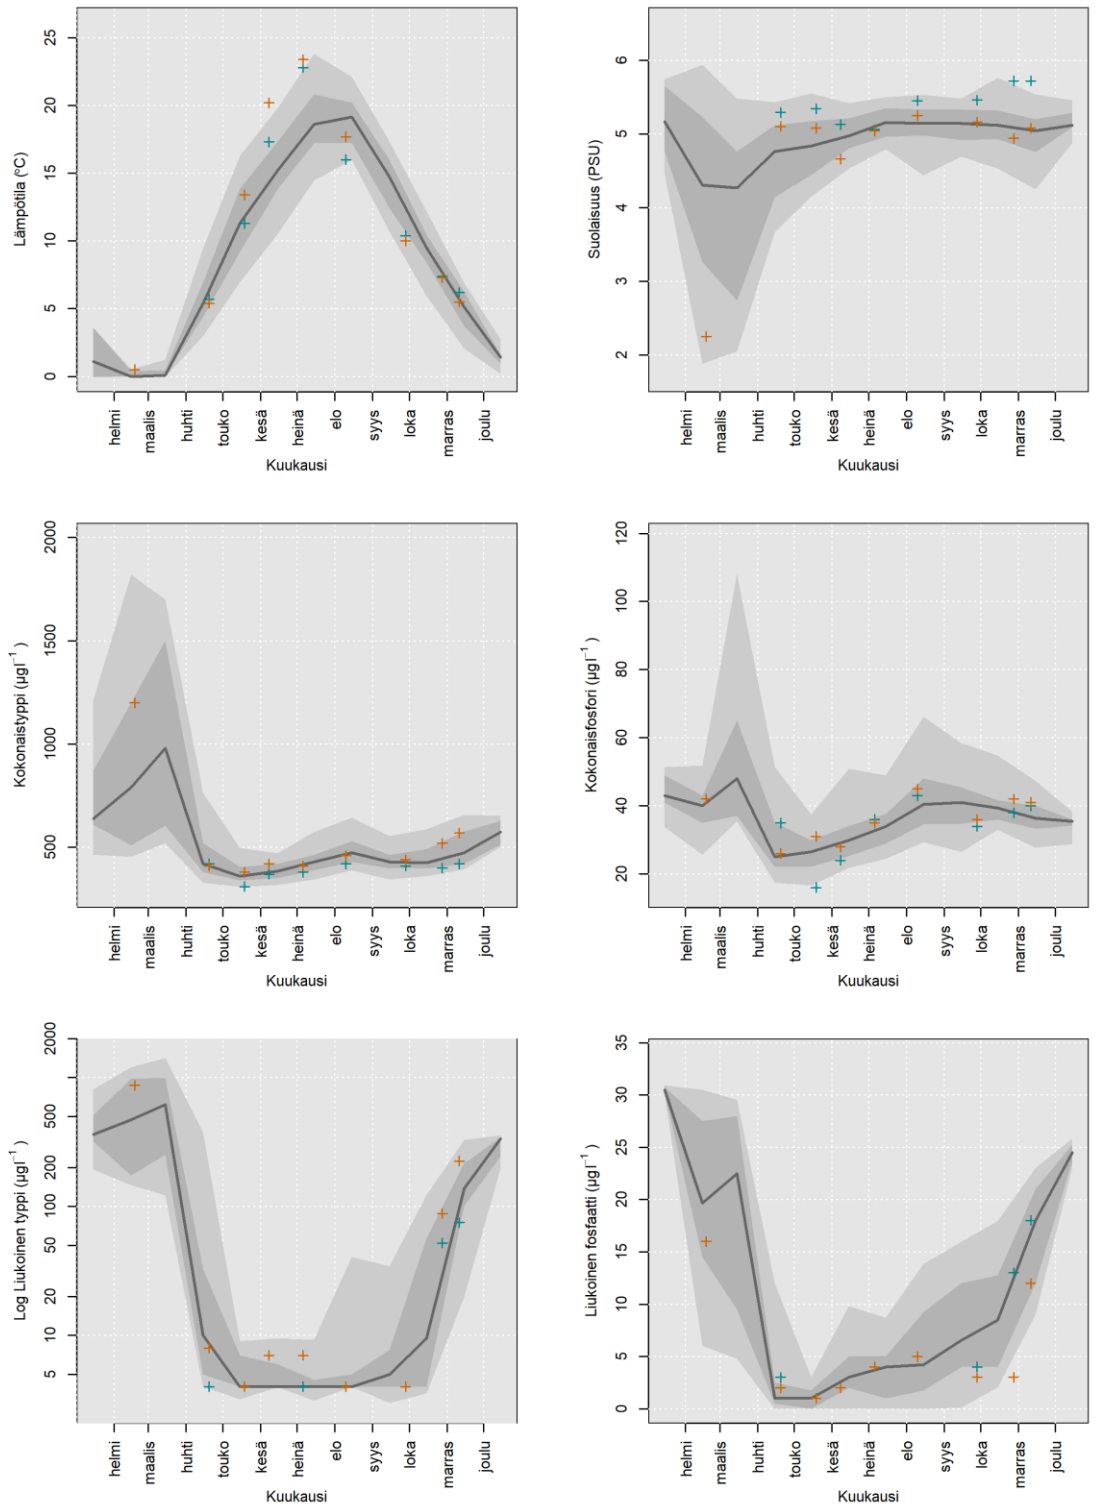 Lämpötila (°C)
25
20
15
10
5
0
helmi
maalis
huhti
touko
kesä
heinä
elo
syys
loka
marras
joulu
Kuukausi
Suolaisuus (PSU)
6
5
4
3
2
helmi
maalis
huhti
touko
kesä
heinä
elo
syys
loka
marras
joulu
Kuukausi
Kokonaistyppi (µgl⁻¹ )
2000
1500
1000
500
helmi
maalis
huhti
touko
kesä
heinä
elo
syys
loka
marras
joulu
Kuukausi
Kokonaisfosfori (µgl⁻¹ )
120
100
80
60
40
20
helmi
maalis
huhti
touko
kesä
heinä
elo
syys
loka
marras
joulu
Kuukausi
Log Liukoinen typpi (µgl⁻¹ )
2000
500
200
100
50
20
10
5
helmi
maalis
huhti
touko
kesä
heinä
elo
syys
loka
marras
joulu
Kuukausi
Liukoinen fosfaatti (µgl⁻¹ )
35
30
25
20
15
10
5
0
helmi
maalis
huhti
touko
kesä
heinä
elo
syys
loka
marras
joulu
Kuukausi